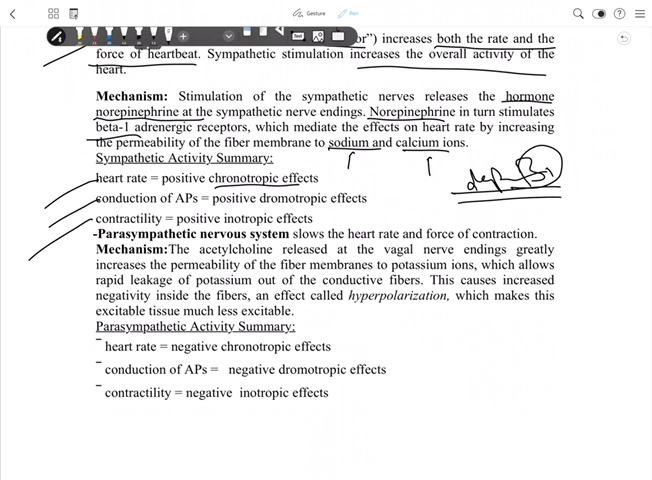 Gesture Pen
Text
or”) increases both the rate and the
force of heartbeat. Sympathetic stimulation increases the overall activity of the
heart.
Mechanism: Stimulation of the sympathetic nerves releases the hormone
norepinephrine at the sympathetic nerve endings. Norepinephrine in turn stimulates
beta-1 adrenergic receptors, which mediate the effects on heart rate by increasing
the permeability of the fiber membrane to sodium and calcium ions.
Sympathetic Activity Summary:
heart rate = positive chronotropic effects
conduction of APs = positive dromotropic effects
contractility = positive inotropic effects
-Parasympathetic nervous system slows the heart rate and force of contraction.
Mechanism:The acetylcholine released at the vagal nerve endings greatly
increases the permeability of the fiber membranes to potassium ions, which allows
rapid leakage of potassium out of the conductive fibers. This causes increased
negativity inside the fibers, an effect called hyperpolarization, which makes this
excitable tissue much less excitable.
Parasympathetic Activity Summary:
- heart rate = negative chronotropic effects
- conduction of APs = negative dromotropic effects
- contractility = negative inotropic effects